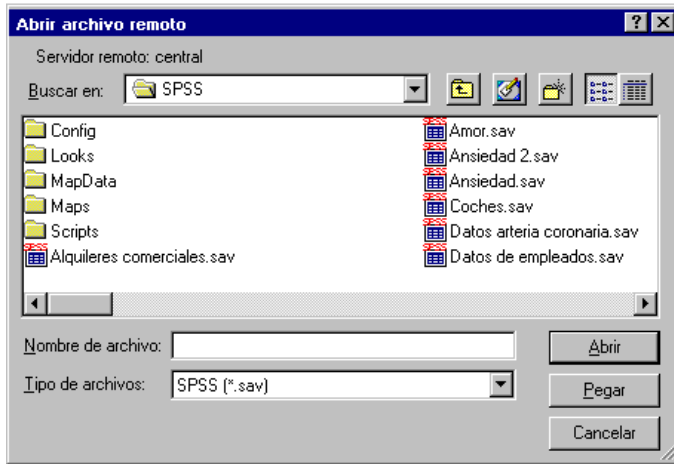 Abrir archivo remoto
Servidor remoto: central
Buscar en: SPSS
Config
Looks
MapData
Maps
Scripts
Alquileres comerciales.sav
Amor.sav
Ansiedad 2.sav
Ansiedad.sav
Coches.sav
Datos arteria coronaria.sav
Datos de empleados.sav
Nombre de archivo:
Abrir
Tipo de archivos: SPSS (*.sav)
Pegar
Cancelar